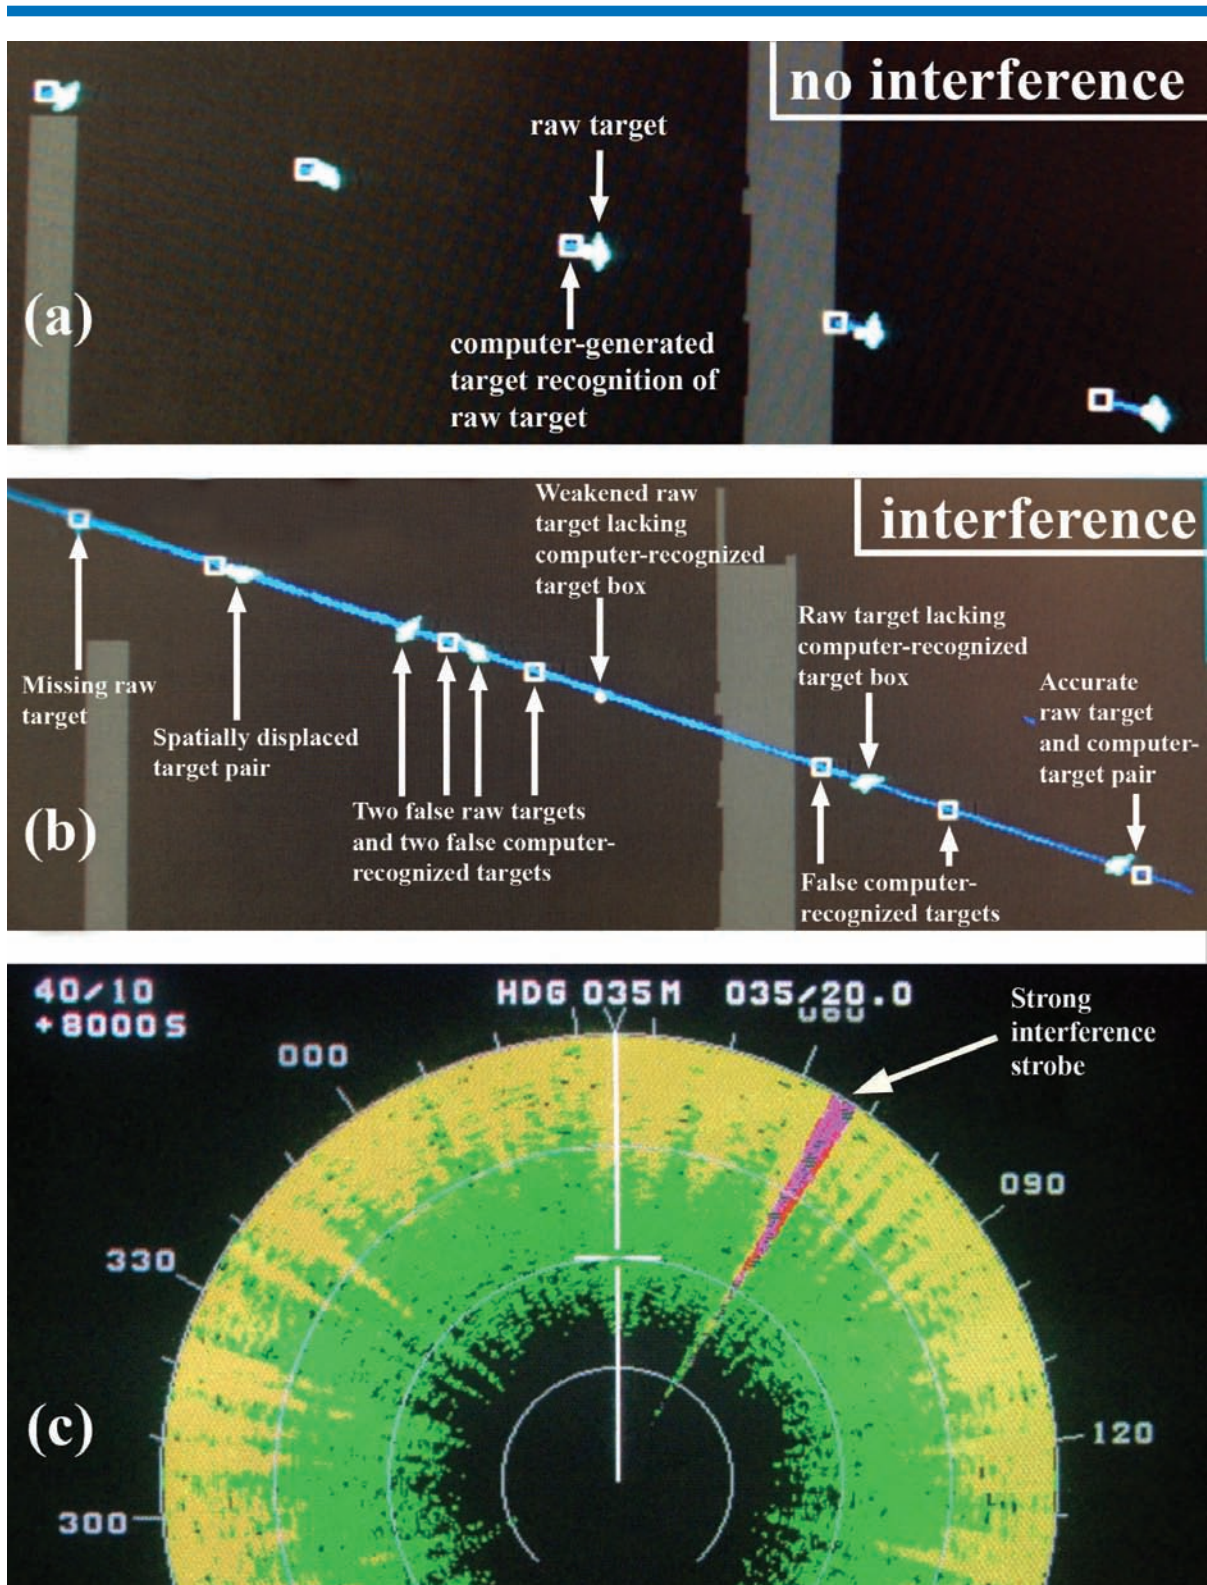 no interference
raw target
(a)
computer-generated
target recognition of
raw target
interference
Weakened raw
target lacking
computer-recognized
target box
Raw target lacking
computer-recognized
target box
Accurate
raw target
and computer-
target pair
Missing raw
target
Spatially displaced
target pair
Two false raw targets
and two false computer-
recognized targets
(b)
False computer-
recognized targets
40/10
+8000S
HDG 035M 035/20.0
Strong
interference
strobe
000
090
330
(c)
120
300